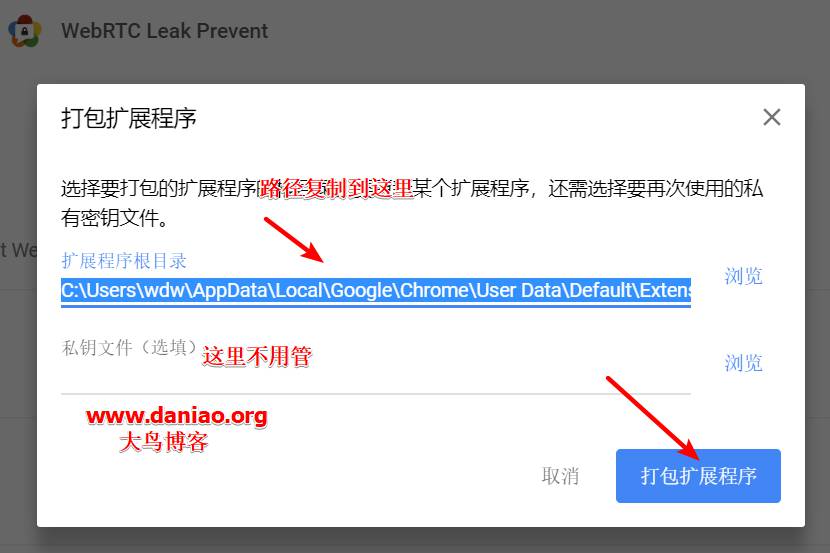 WebRTC Leak Prevent
打包扩展程序
选择要打包的扩展程序 路径复制到这里 某个扩展程序，还需选择要再次使用的私
有密钥文件。
t We
扩展程序根目录
C:\Users\wdw\AppData\Local\Google\Chrome\User Data\Default\Extens
浏览
私钥文件（选填）
这里不用管
浏览
www.daniao.org
大鸟博客
取消
打包扩展程序